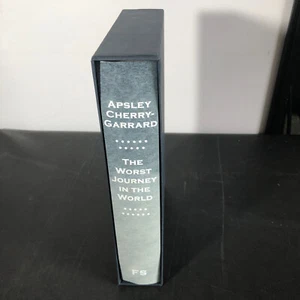 APSLEY
CHERRY-
GARRARD
THE
WORST
JOURNEY
IN THE
WORLD
FS